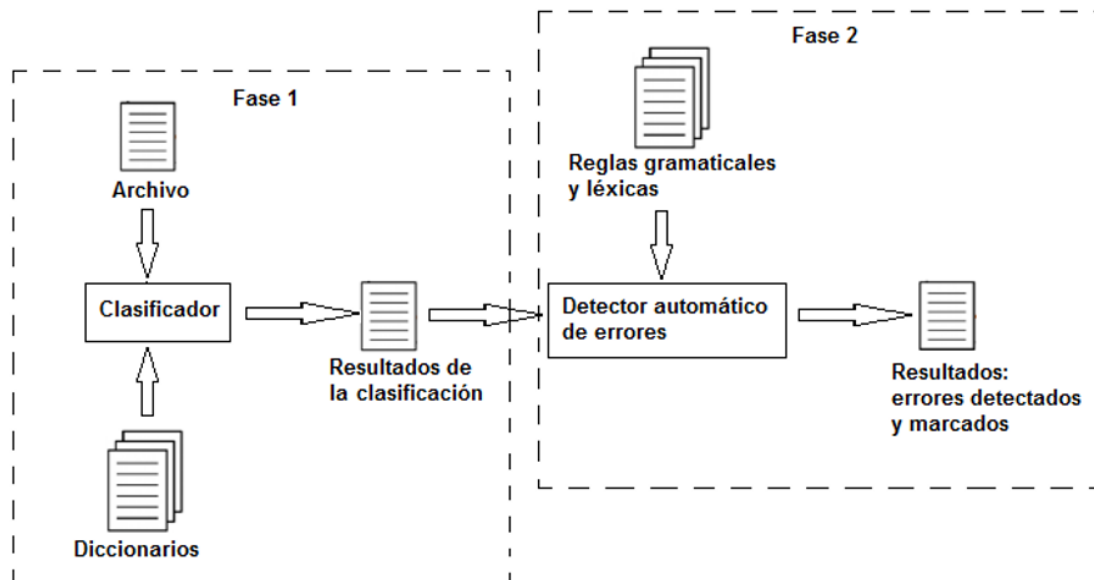 Fase 1
Archivo
Clasificador
Resultados de
la clasificación
Diccionarios
Fase 2
Reglas gramaticales
y léxicas
Detector automático
de errores
Resultados:
errores detectados
y marcados